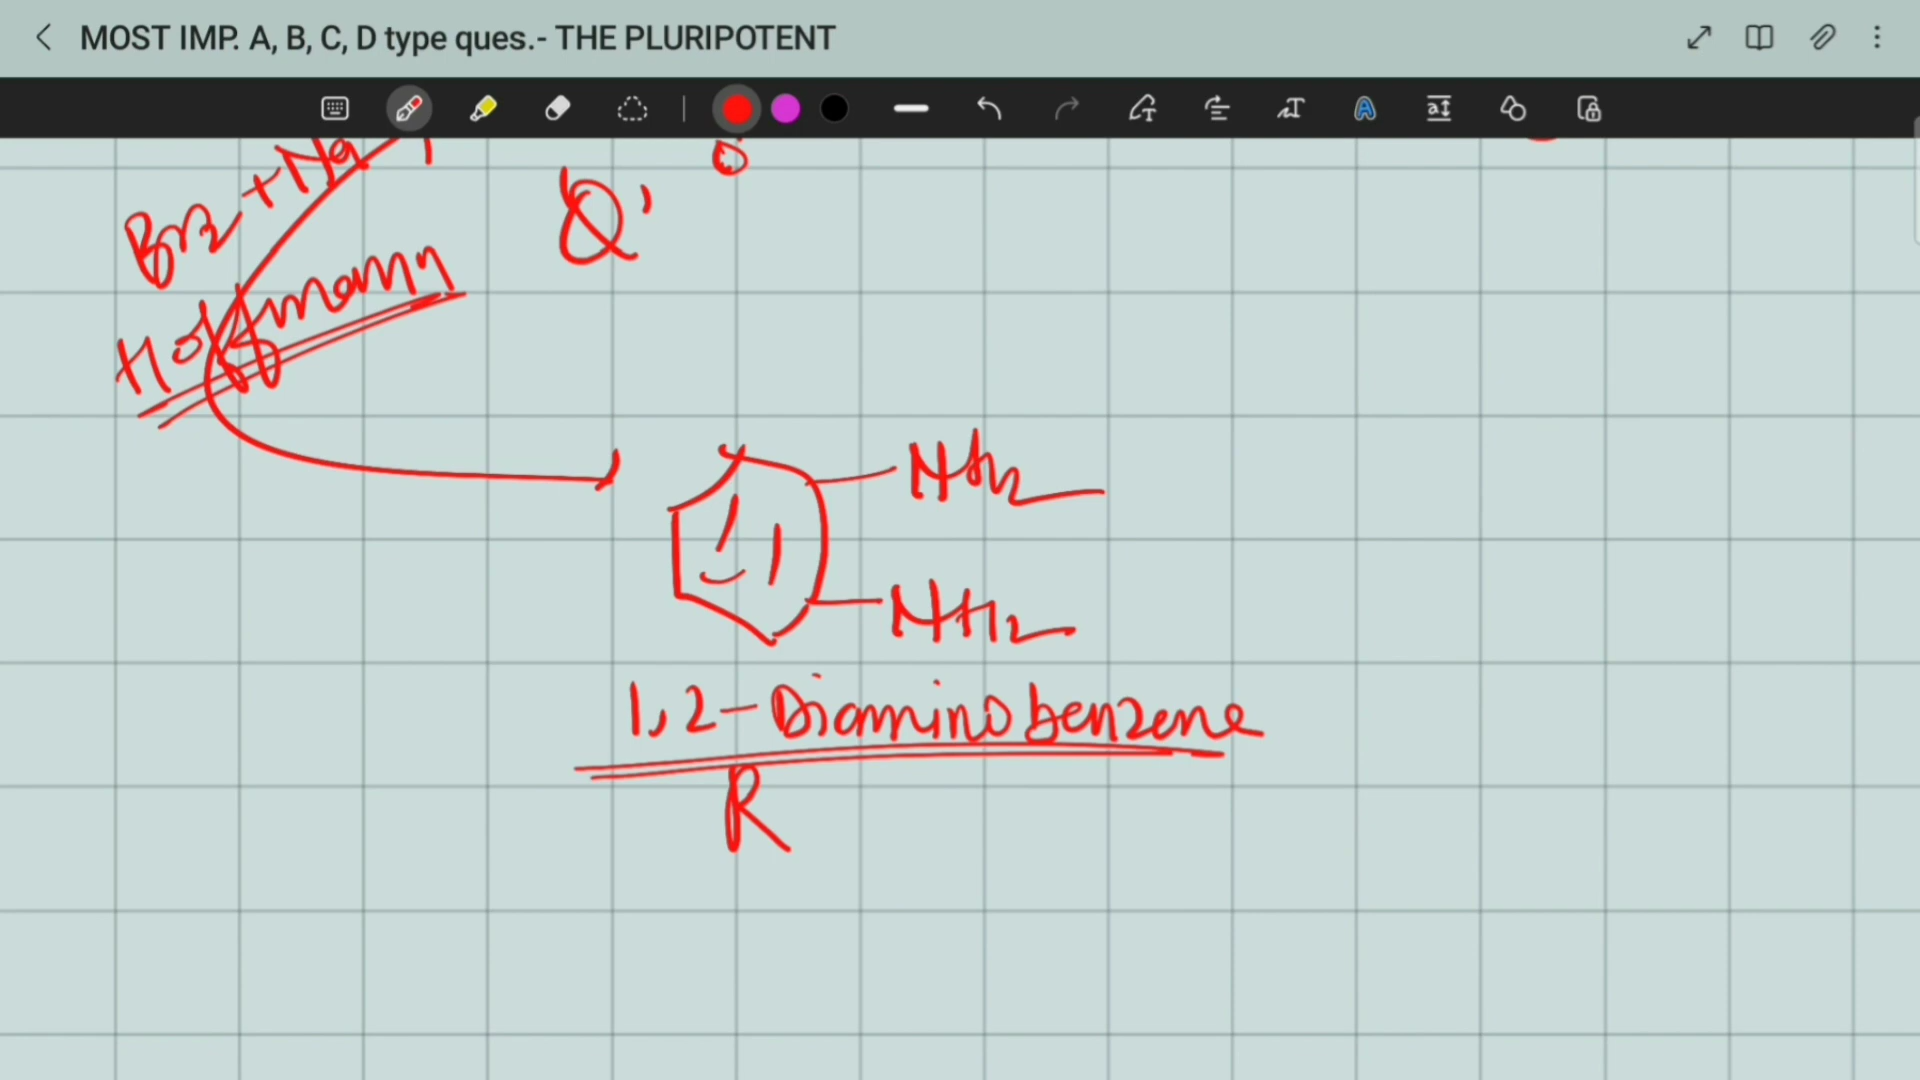 MOST IMP. A, B, C, D type ques.- THE PLURIPOTENT
Br2 + Na
Q'
Hoffmann
NH2
NH2
1,2-Diaminobenzene
R